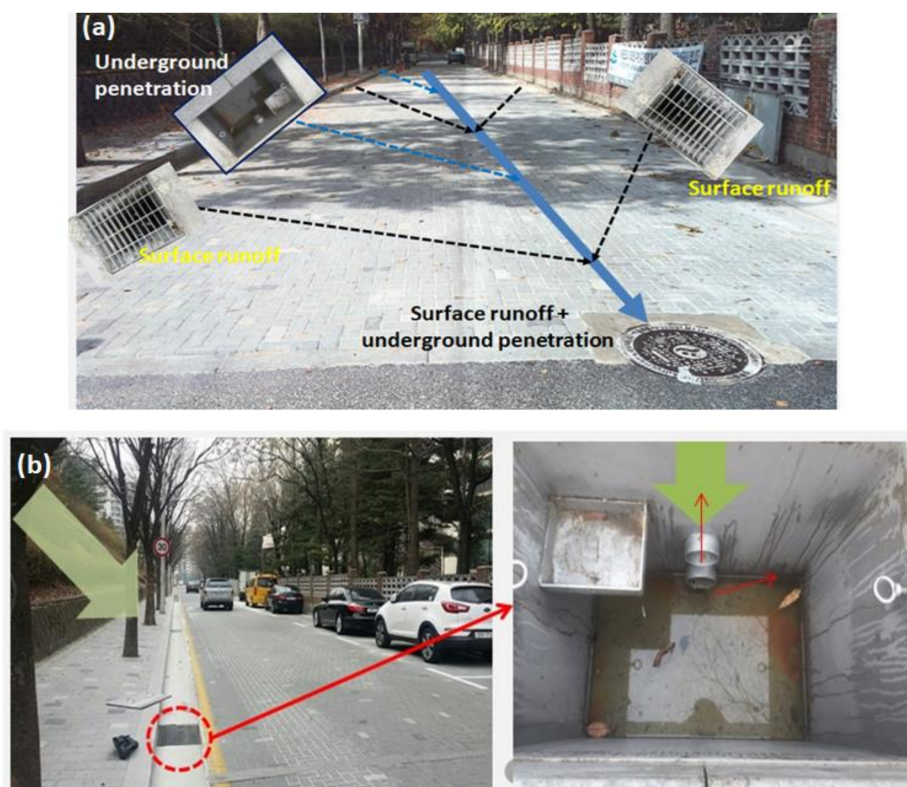 (a)
Underground
penetration
Surface runoff
Surface runoff
Surface runoff +
underground penetration
(b)
30